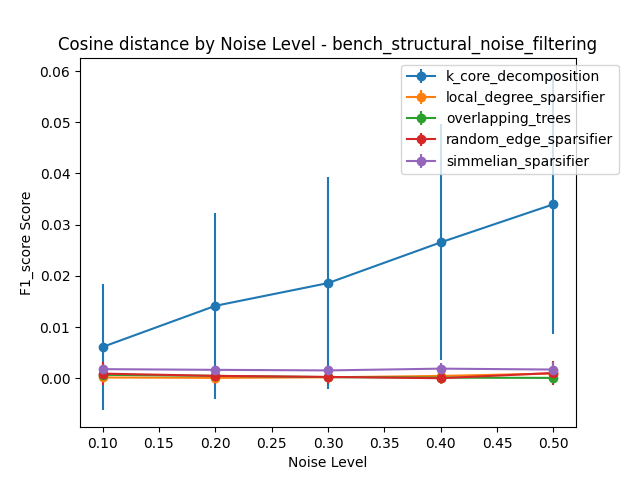 Cosine distance by Noise Level - bench_structural_noise_filtering
k_core_decomposition
local_degree_sparsifier
overlapping_trees
random_edge_sparsifier
simmelian_sparsifier
F1_score Score
0.06
0.05
0.04
0.03
0.02
0.01
0.00
0.10 0.15 0.20 0.25 0.30 0.35 0.40 0.45 0.50
Noise Level